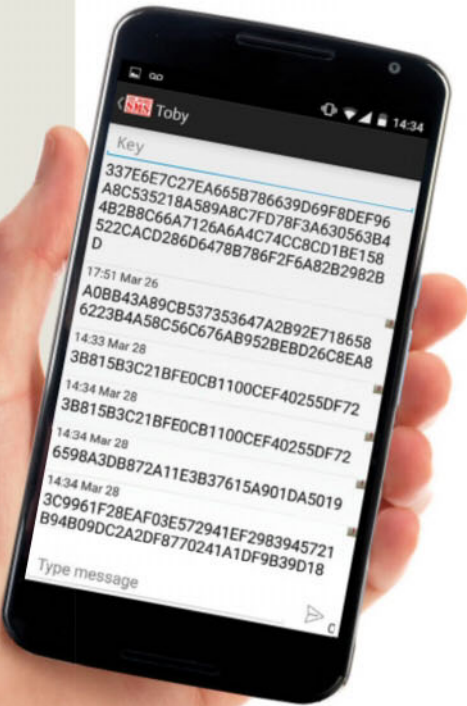 14:34
SMS Toby
Key
337E6E7C27EA665B786639D69F8DEF96
A8C535218A589A8C7FD78F3A630563B4
4B2B8C66A7126A6A4C74CC8CD1BE158
522CACD286D6478B786F2F6A82B2982B
D
17:51 Mar 26
A0BB43A89CB537353647A2B92E718658
6223B4A58C56C676AB952BEBD26C8EA8
14:33 Mar 28
3B815B3C21BFE0CB1100CEF40255DF72
14:34 Mar 28
3B815B3C21BFE0CB1100CEF40255DF72
14:34 Mar 28
6598A3DB872A11E3B37615A901DA5019
14:34 Mar 28
3C9961F28EAF03E572941EF2983945721
B94B09DC2A2DF8770241A1DF9B39D18
Type message